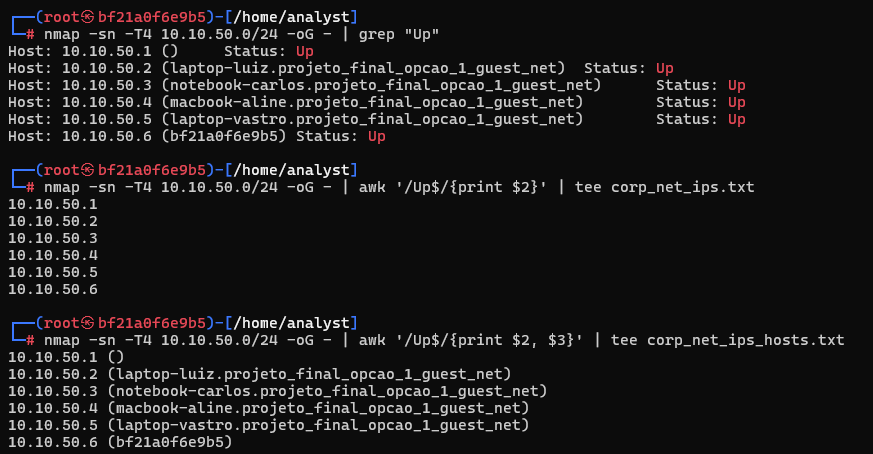 ┌──(root㉿bf21a0f6e9b5)-[/home/analyst]
└─# nmap -sn -T4 10.10.50.0/24 -oG - | grep "Up"
Host: 10.10.50.1 ()     Status: Up
Host: 10.10.50.2 (laptop-luiz.projeto_final_opcao_1_guest_net)  Status: Up
Host: 10.10.50.3 (notebook-carlos.projeto_final_opcao_1_guest_net)      Status: Up
Host: 10.10.50.4 (macbook-aline.projeto_final_opcao_1_guest_net)        Status: Up
Host: 10.10.50.5 (laptop-vastro.projeto_final_opcao_1_guest_net)        Status: Up
Host: 10.10.50.6 (bf21a0f6e9b5) Status: Up
┌──(root㉿bf21a0f6e9b5)-[/home/analyst]
└─# nmap -sn -T4 10.10.50.0/24 -oG - | awk '/Up$/{print $2}' | tee corp_net_ips.txt
10.10.50.1
10.10.50.2
10.10.50.3
10.10.50.4
10.10.50.5
10.10.50.6
┌──(root㉿bf21a0f6e9b5)-[/home/analyst]
└─# nmap -sn -T4 10.10.50.0/24 -oG - | awk '/Up$/{print $2, $3}' | tee corp_net_ips_hosts.txt
10.10.50.1 ()
10.10.50.2 (laptop-luiz.projeto_final_opcao_1_guest_net)
10.10.50.3 (notebook-carlos.projeto_final_opcao_1_guest_net)
10.10.50.4 (macbook-aline.projeto_final_opcao_1_guest_net)
10.10.50.5 (laptop-vastro.projeto_final_opcao_1_guest_net)
10.10.50.6 (bf21a0f6e9b5)